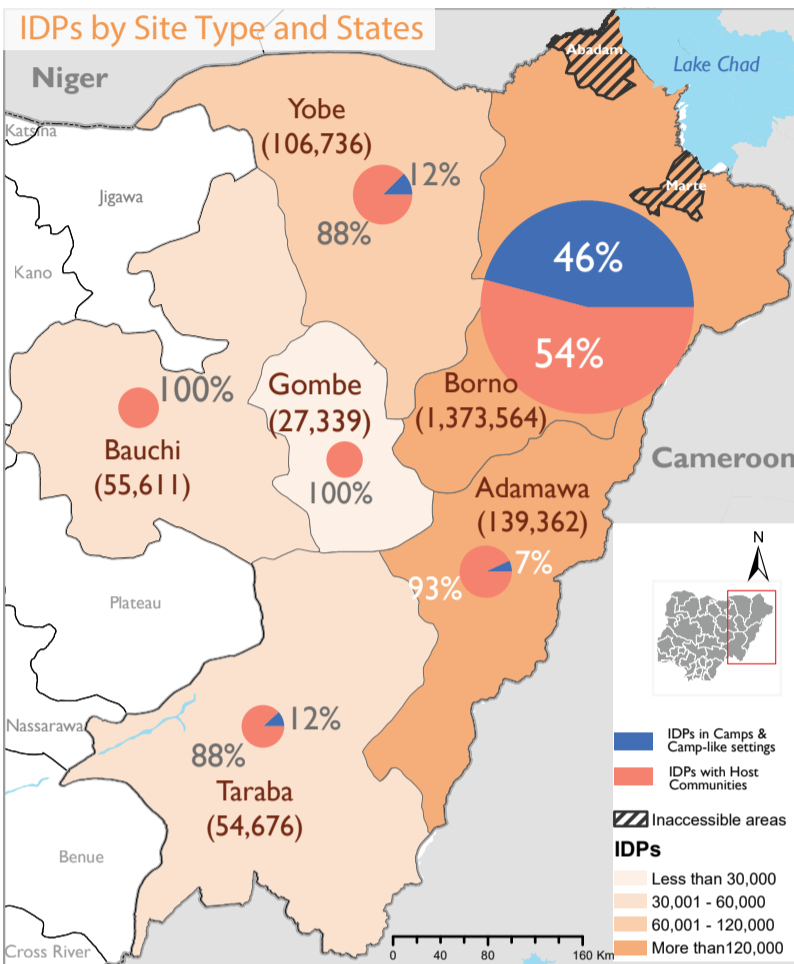 IDPs by Site Type and States
Niger
Abadam
Lake Chad
Katsina
Yobe
(106,736)
12%
88%
Jigawa
Marte
Kano
46%
54%
100%
Gombe
(27,339)
100%
Borno
(1,373,564)
Bauchi
(55,611)
Cameroon
Adamawa
(139,362)
7%
93%
N
Plateau
Nassarawa
12%
88%
Taraba
(54,676)
Benue
Cross River
IDPs in Camps &
Camp-like settings
IDPs with Host
Communities
Inaccessible areas
IDPs
Less than 30,000
30,001 - 60,000
60,001 - 120,000
More than120,000
0 40 80 160 Km